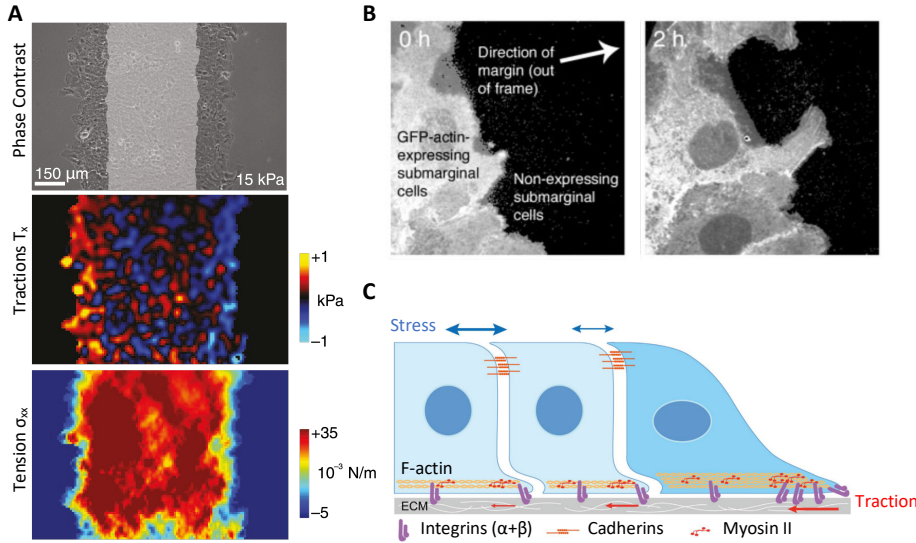 A
Phase Contrast
150 μm
15 kPa
Tractions Tₓ
+1
kPa
−1
Tension σₓₓ
+35
10⁻³ N/m
−5
B
0 h
Direction of
margin (out
of frame)
GFP-actin-
expressing
submarginal
cells
Non-expressing
submarginal
cells
2 h
C
Stress
F-actin
ECM
Traction
Integrins (α+β)
Cadherins
Myosin II